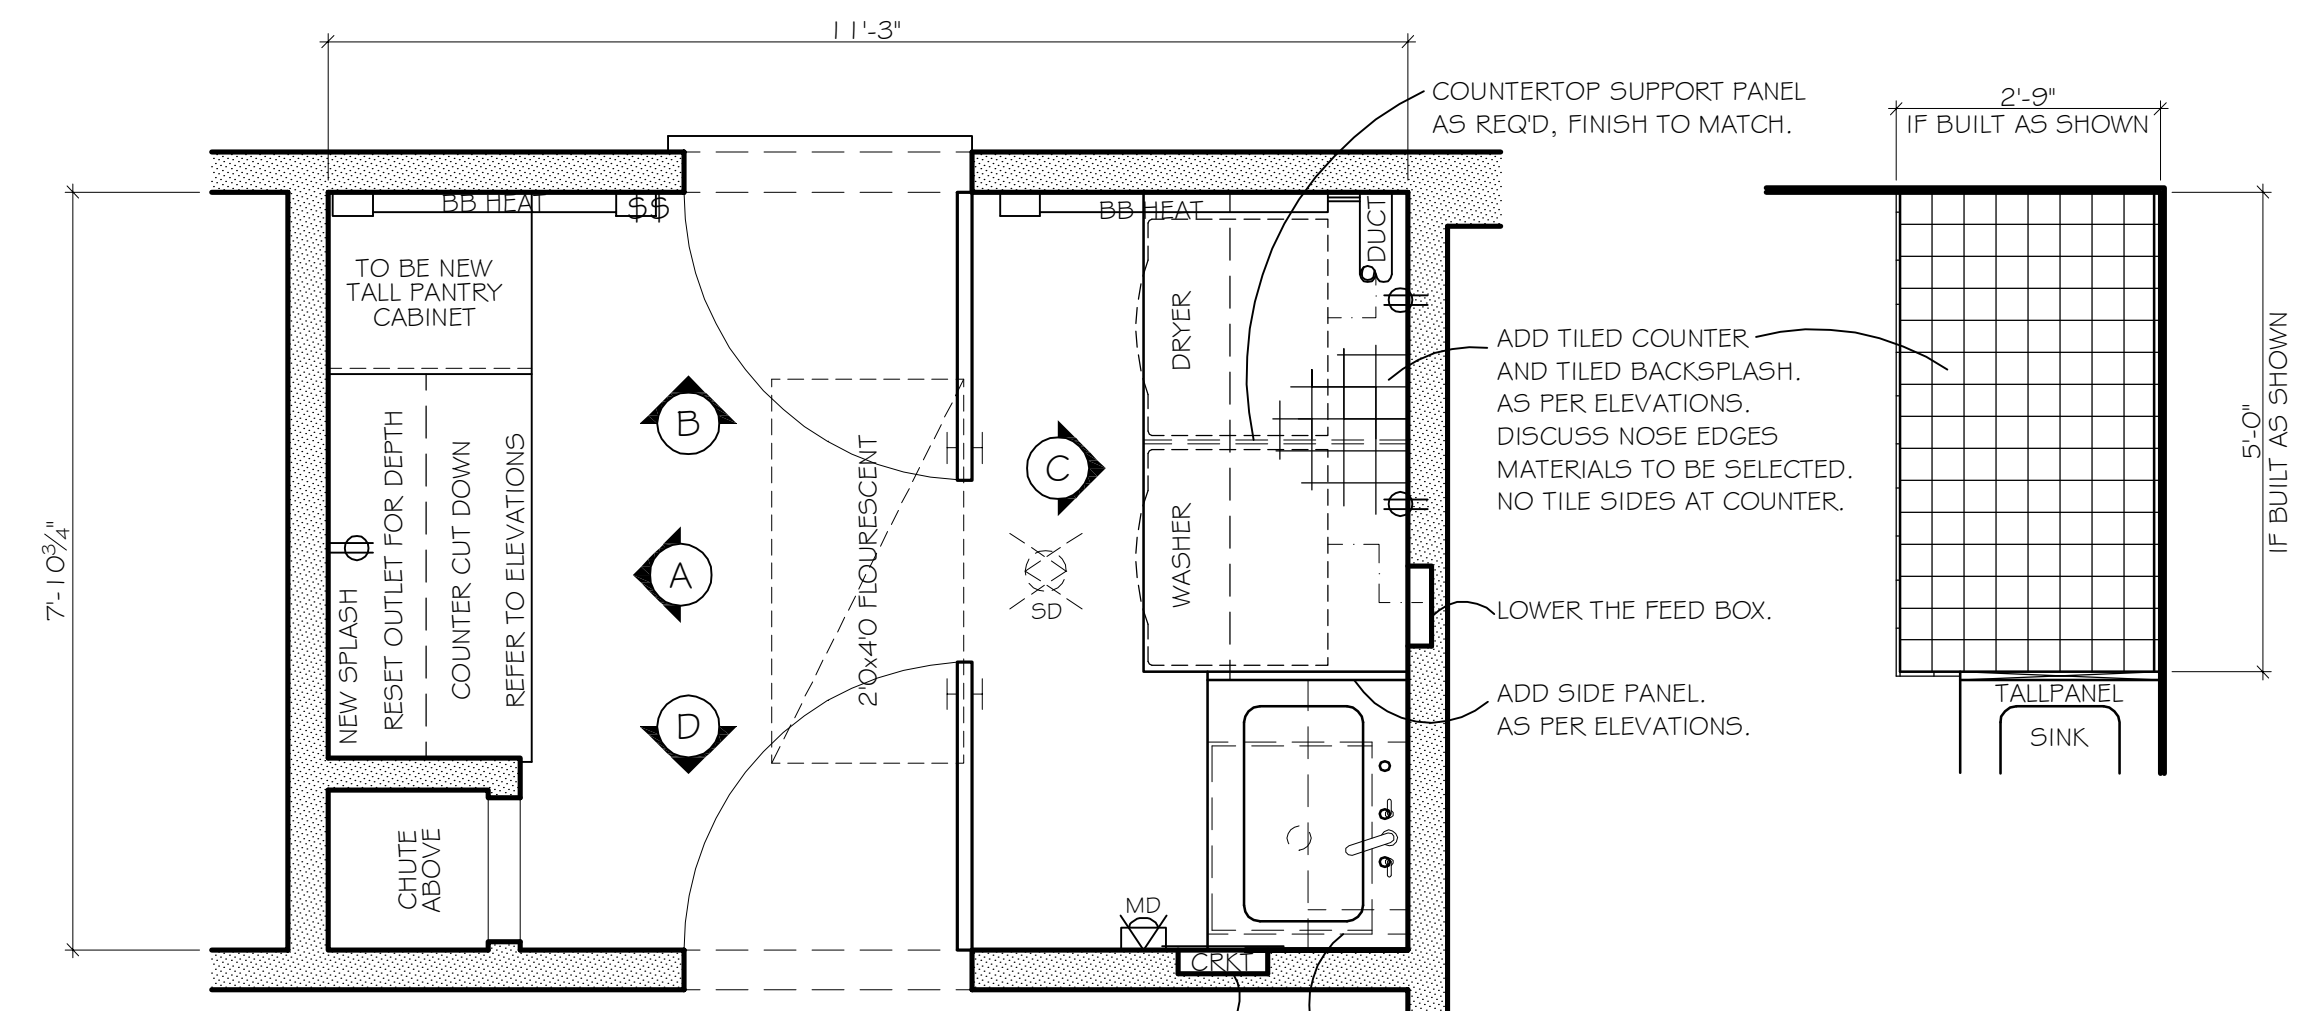 11'-3"
COUNTERTOP SUPPORT PANEL
AS REQ'D, FINISH TO MATCH.
2'-9"
IF BUILT AS SHOWN
BB HEAT
$$
BB HEAT
DUCT
TO BE NEW
TALL PANTRY
CABINET
DRYER
ADD TILED COUNTER
AND TILED BACKSPLASH.
AS PER ELEVATIONS.
DISCUSS NOSE EDGES
MATERIALS TO BE SELECTED.
NO TILE SIDES AT COUNTER.
5'-0"
IF BUILT AS SHOWN
B
C
A
D
7'-10¾"
NEW SPLASH
RESET OUTLET FOR DEPTH
COUNTER CUT DOWN
REFER TO ELEVATIONS
2'0x4'0 FLOURESCENT
SD
WASHER
LOWER THE FEED BOX.
ADD SIDE PANEL.
AS PER ELEVATIONS.
TALLPANEL
SINK
CHUTE
ABOVE
MD
CRKT